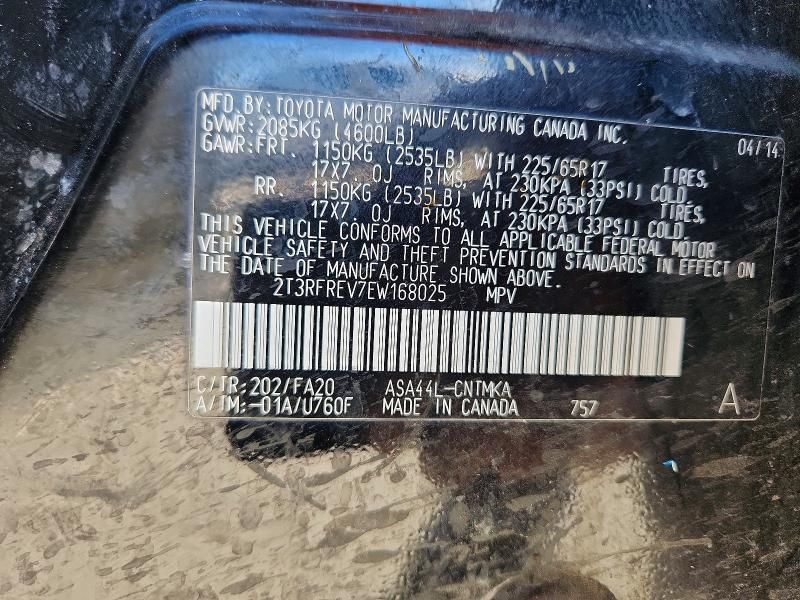 MFD.BY:TOYOTA MOTOR MANUFACTURING CANADA INC.
GVWR:2085KG (4600LB) 04/14
GAWR:FRT. 1150KG (2535LB) WITH 225/65R17 TIRES,
17X7.0J RIMS, AT 230KPA (33PSI) COLD.
RR. 1150KG (2535LB) WITH 225/65R17 TIRES,
17X7.0J RIMS, AT 230KPA (33PSI) COLD.
THIS VEHICLE CONFORMS TO ALL APPLICABLE FEDERAL MOTOR
VEHICLE SAFETY AND THEFT PREVENTION STANDARDS IN EFFECT ON
THE DATE OF MANUFACTURE SHOWN ABOVE.
2T3RFREV7EW168025 MPV
C/TR:202/FA20 ASA44L-CNTMKA
A/TM:-01A/U760F MADE IN CANADA 757 A